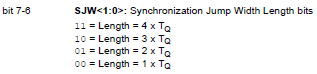 bit 7-6 SJW<1:0>: Synchronization Jump Width Length bits
11 = Length = 4 x TQ
10 = Length = 3 x TQ
01 = Length = 2 x TQ
00 = Length = 1 x TQ